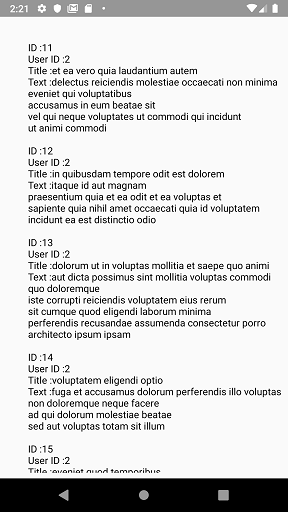 2:21
ID :11
User ID :2
Title :et ea vero quia laudantium autem
Text :delectus reiciendis molestiae occaecati non minima
eveniet qui voluptatibus
accusamus in eum beatae sit
vel qui neque voluptates ut commodi qui incidunt
ut animi commodi
ID :12
User ID :2
Title :in quibusdam tempore odit est dolorem
Text :itaque id aut magnam
praesentium quia et ea odit et ea voluptas et
sapiente quia nihil amet occaecati quia id voluptatem
incidunt ea est distinctio odio
ID :13
User ID :2
Title :dolorum ut in voluptas mollitia et saepe quo animi
Text :aut dicta possimus sint mollitia voluptas commodi
quo doloremque
iste corrupti reiciendis voluptatem eius rerum
sit cumque quod eligendi laborum minima
perferendis recusandae assumenda consectetur porro
architecto ipsum ipsam
ID :14
User ID :2
Title :voluptatem eligendi optio
Text :fuga et accusamus dolorum perferendis illo voluptas
non doloremque neque facere
ad qui dolorum molestiae beatae
sed aut voluptas totam sit illum
ID :15
User ID :2
Title :eveniet quod temporibus